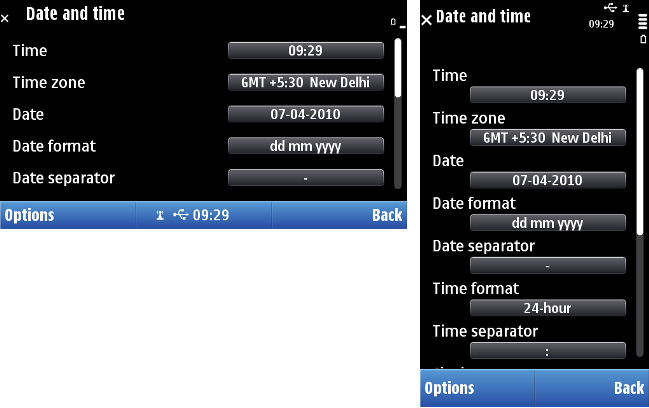 Date and time
Time
09:29
Time zone
GMT +5:30 New Delhi
Date
07-04-2010
Date format
dd mm yyyy
Date separator
-
Options
09:29
Back
Date and time
09:29
Time
09:29
Time zone
GMT +5:30 New Delhi
Date
07-04-2010
Date format
dd mm yyyy
Date separator
-
Time format
24-hour
Time separator
:
Options
Back